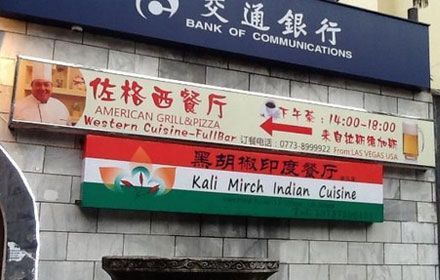 交通銀行
BANK OF COMMUNICATIONS
佐格西餐厅
AMERICAN GRILL&PIZZA
Western Cuisine-FullBar
下午茶：14:00-18:00
来自拉斯维加斯
订餐电话：0773-8999922 From LAS VEGAS USA
黑胡椒印度餐厅
Kali Mirch Indian Cuisine